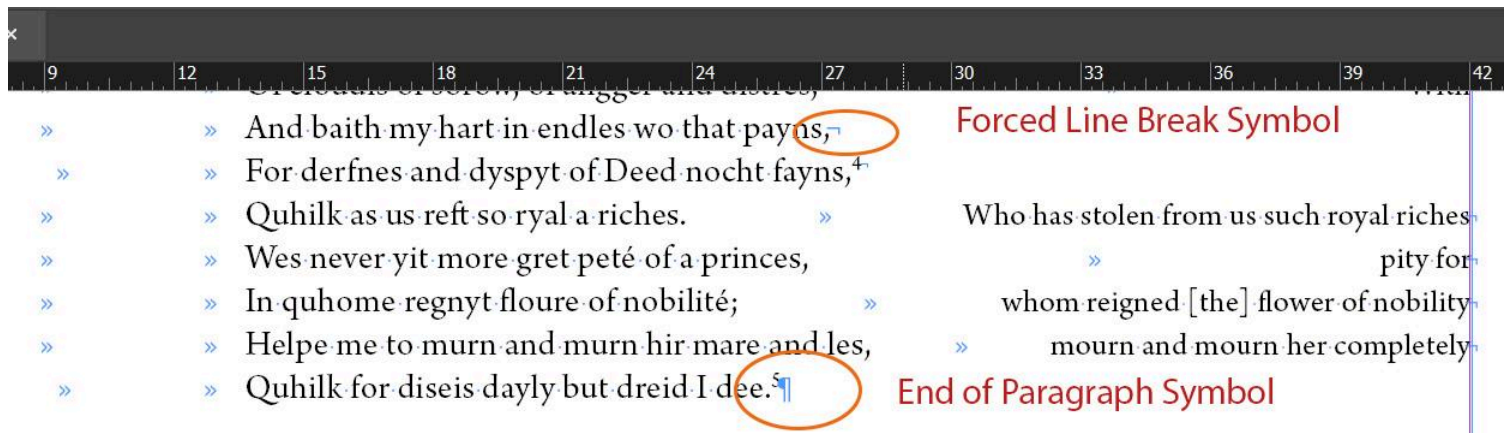 ×
9 12 15 18 21 24 27 30 33 36 39 42
With
» » And baith my hart in endles wo that payns,¬ Forced Line Break Symbol
» » For derfnes and dyspyt of Deed nocht fayns,⁴¬
» » Quhilk as us reft so ryal a riches. » Who has stolen from us such royal riches¬
» » Wes never yit more gret peté of a princes, » pity for¬
» » In quhome regnyt floure of nobilité; » whom reigned [the] flower of nobility¬
» » Helpe me to murn and murn hir mare and les, » mourn and mourn her completely¬
» » Quhilk for diseis dayly but dreid I dee.⁵¶ End of Paragraph Symbol